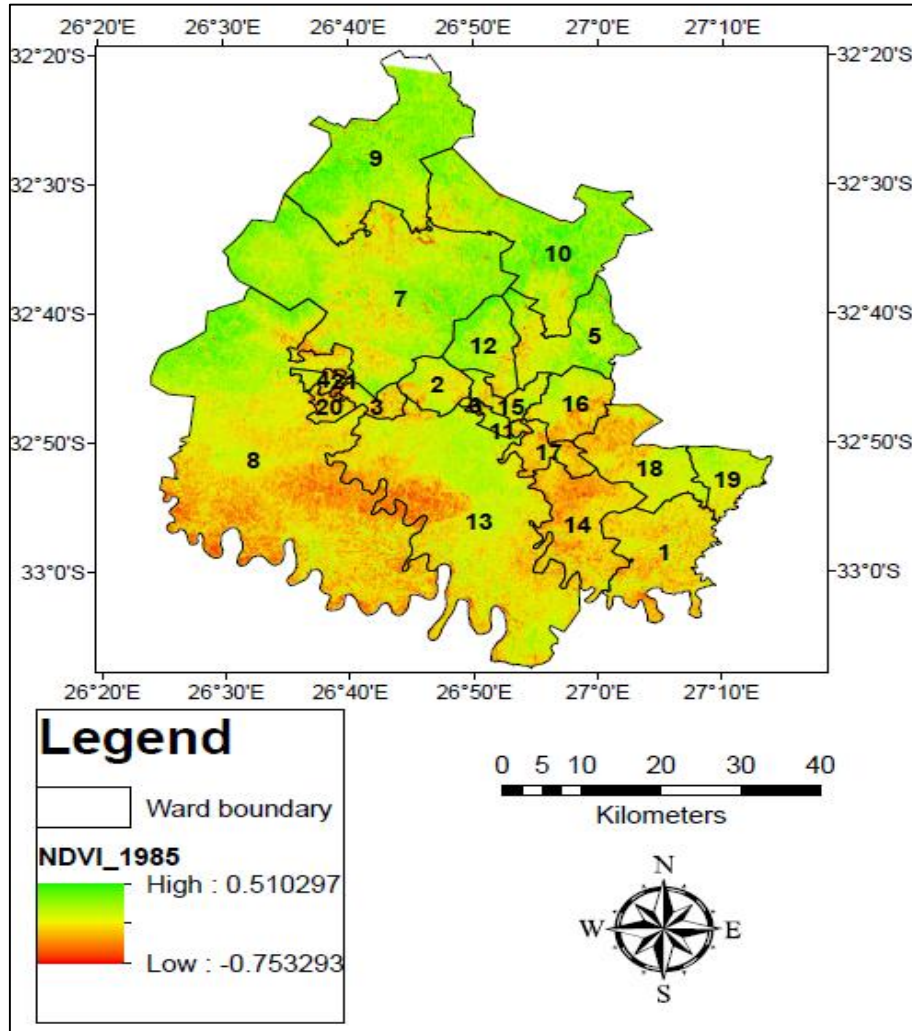 26°20'E 26°30'E 26°40'E 26°50'E 27°0'E 27°10'E
32°20'S 32°20'S
9
32°30'S 32°30'S
10
7
32°40'S 32°40'S
12 5
4 21 2
20 3 15 16
11
32°50'S 32°50'S
17
8 18 19
13 14
1
33°0'S 33°0'S
26°20'E 26°30'E 26°40'E 26°50'E 27°0'E 27°10'E
Legend
Ward boundary
NDVI_1985
High : 0.510297
Low : -0.753293
0 5 10 20 30 40
Kilometers
N
W E
S